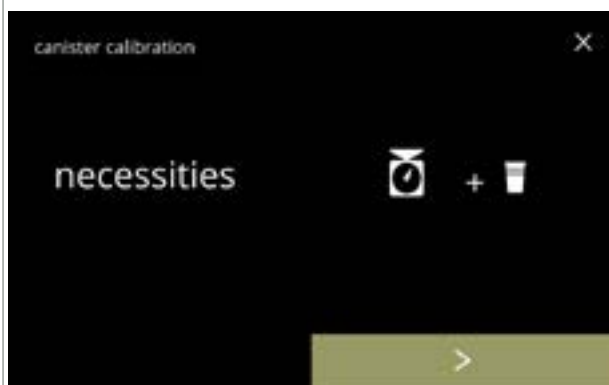 canister calibration
necessities
+
>